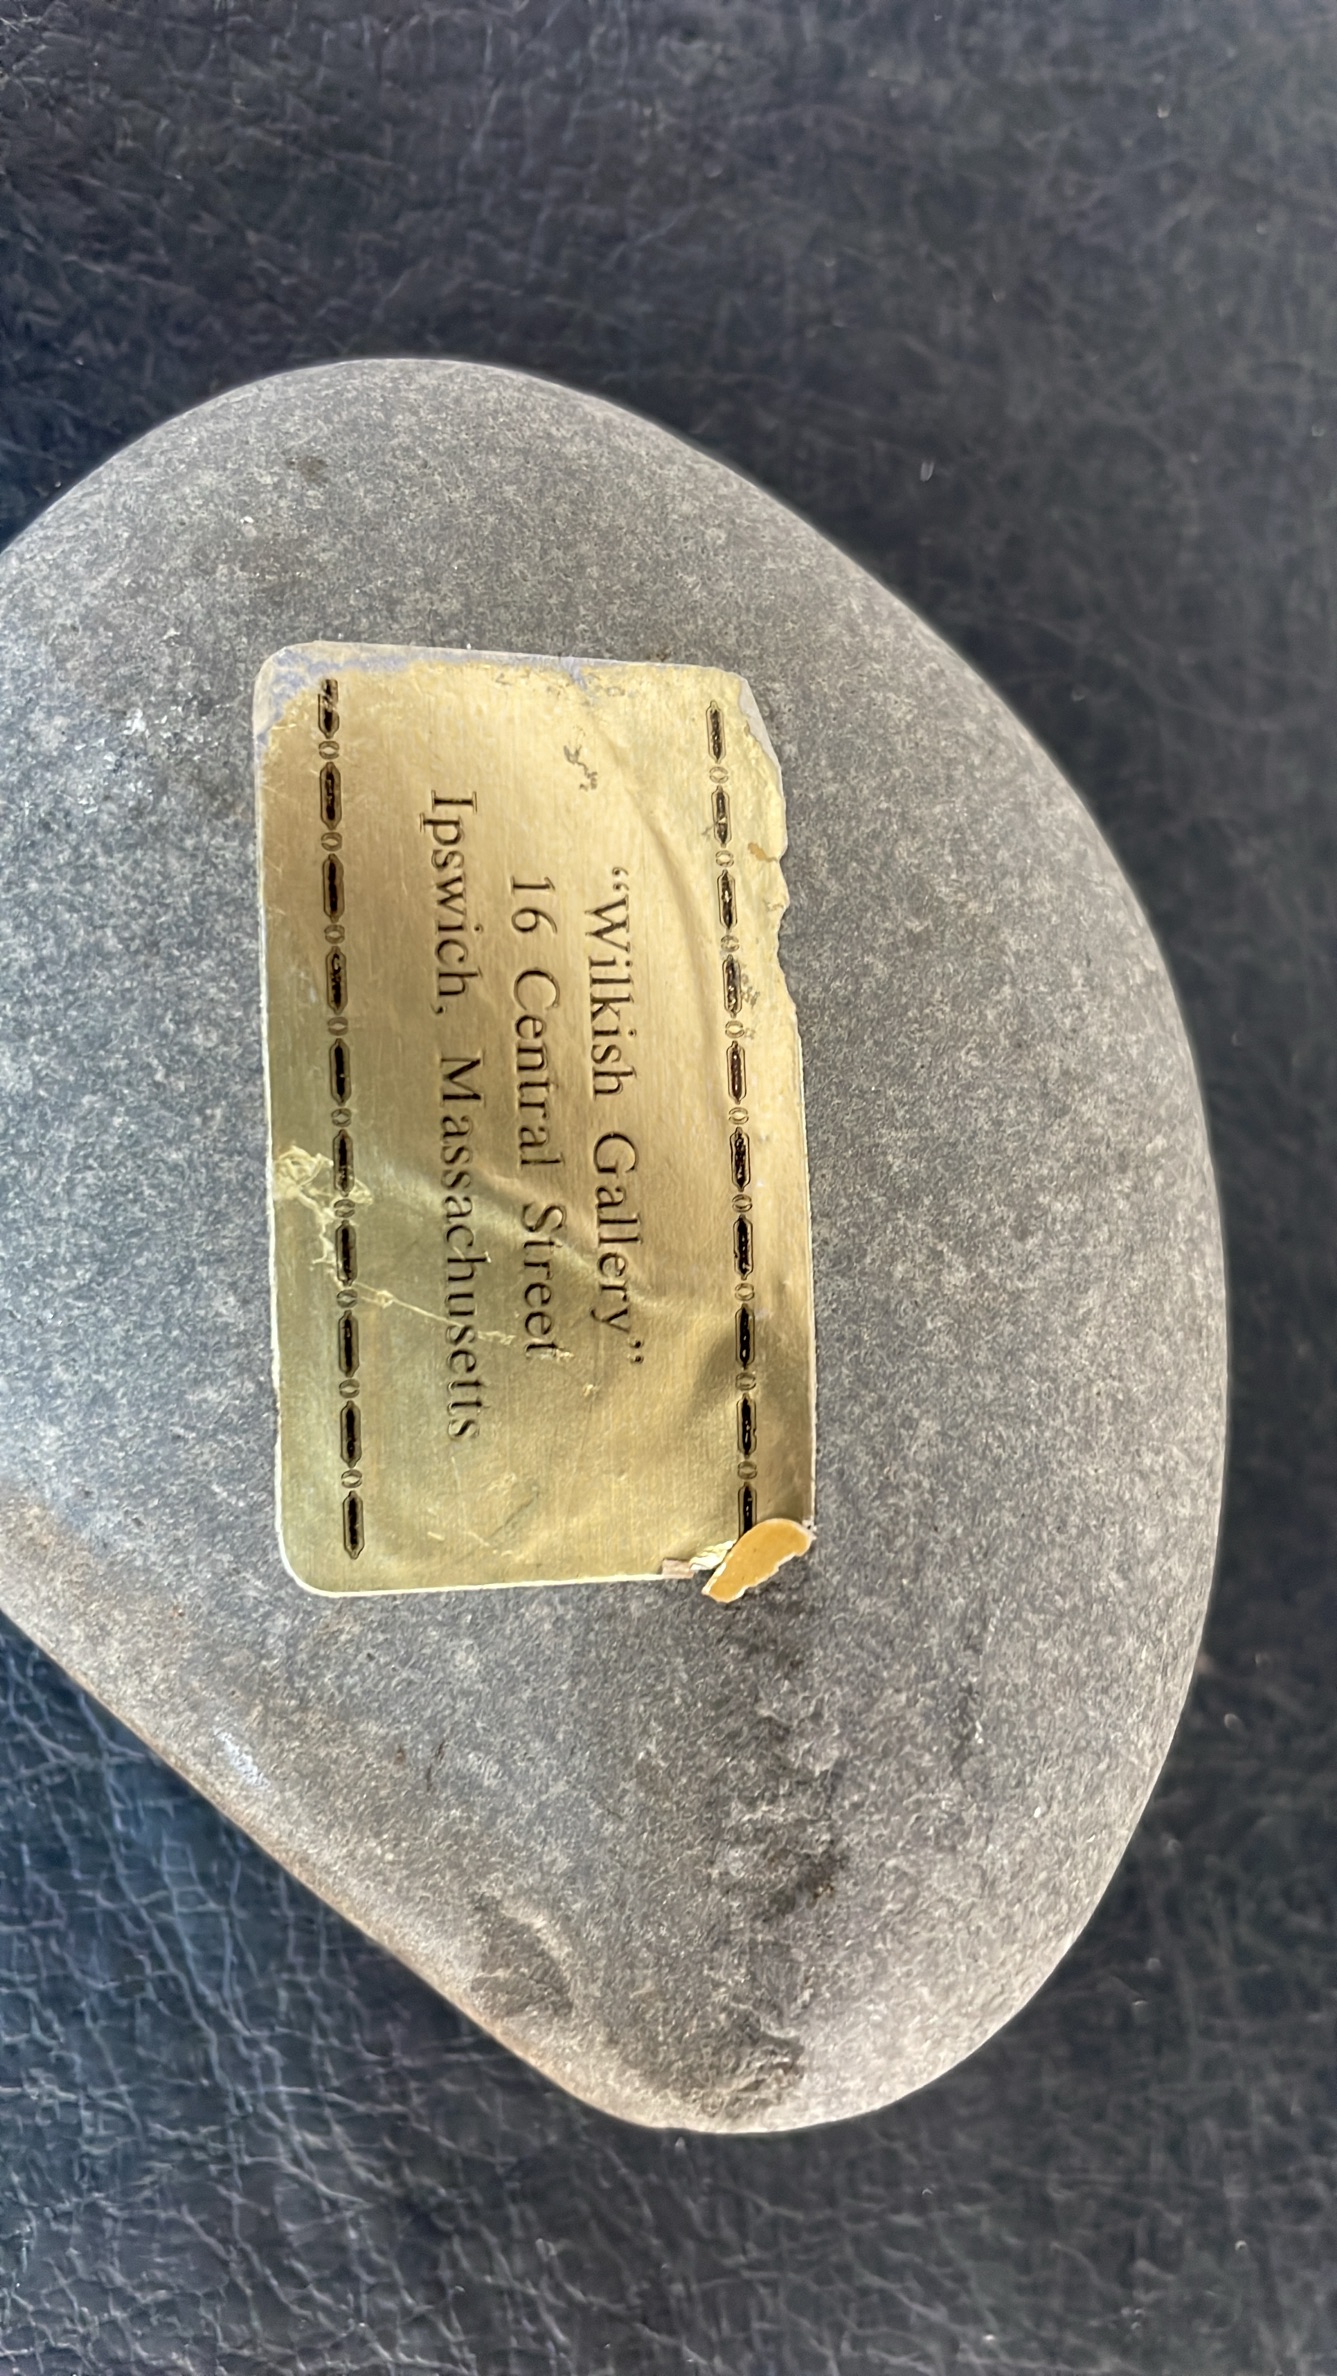 “Wilkish Gallery”
16 Central Street
Ipswich, Massachusetts